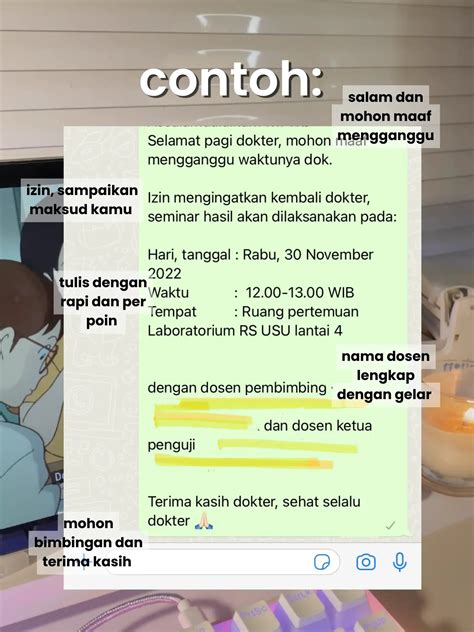 contoh:
salam dan
mohon maaf
mengganggu
Selamat pagi dokter, mohon maaf
mengganggu waktunya dok.
izin, sampaikan
maksud kamu
Izin mengingatkan kembali dokter,
seminar hasil akan dilaksanakan pada:
Hari, tanggal : Rabu, 30 November
2022
tulis dengan
rapi dan per
poin
Waktu : 12.00-13.00 WIB
Tempat : Ruang pertemuan
Laboratorium RS USU lantai 4
nama dosen
lengkap
dengan gelar
dengan dosen pembimbing
. dan dosen ketua
penguji
Terima kasih dokter, sehat selalu
dokter 🙏🏻
mohon
bimbingan dan
terima kasih